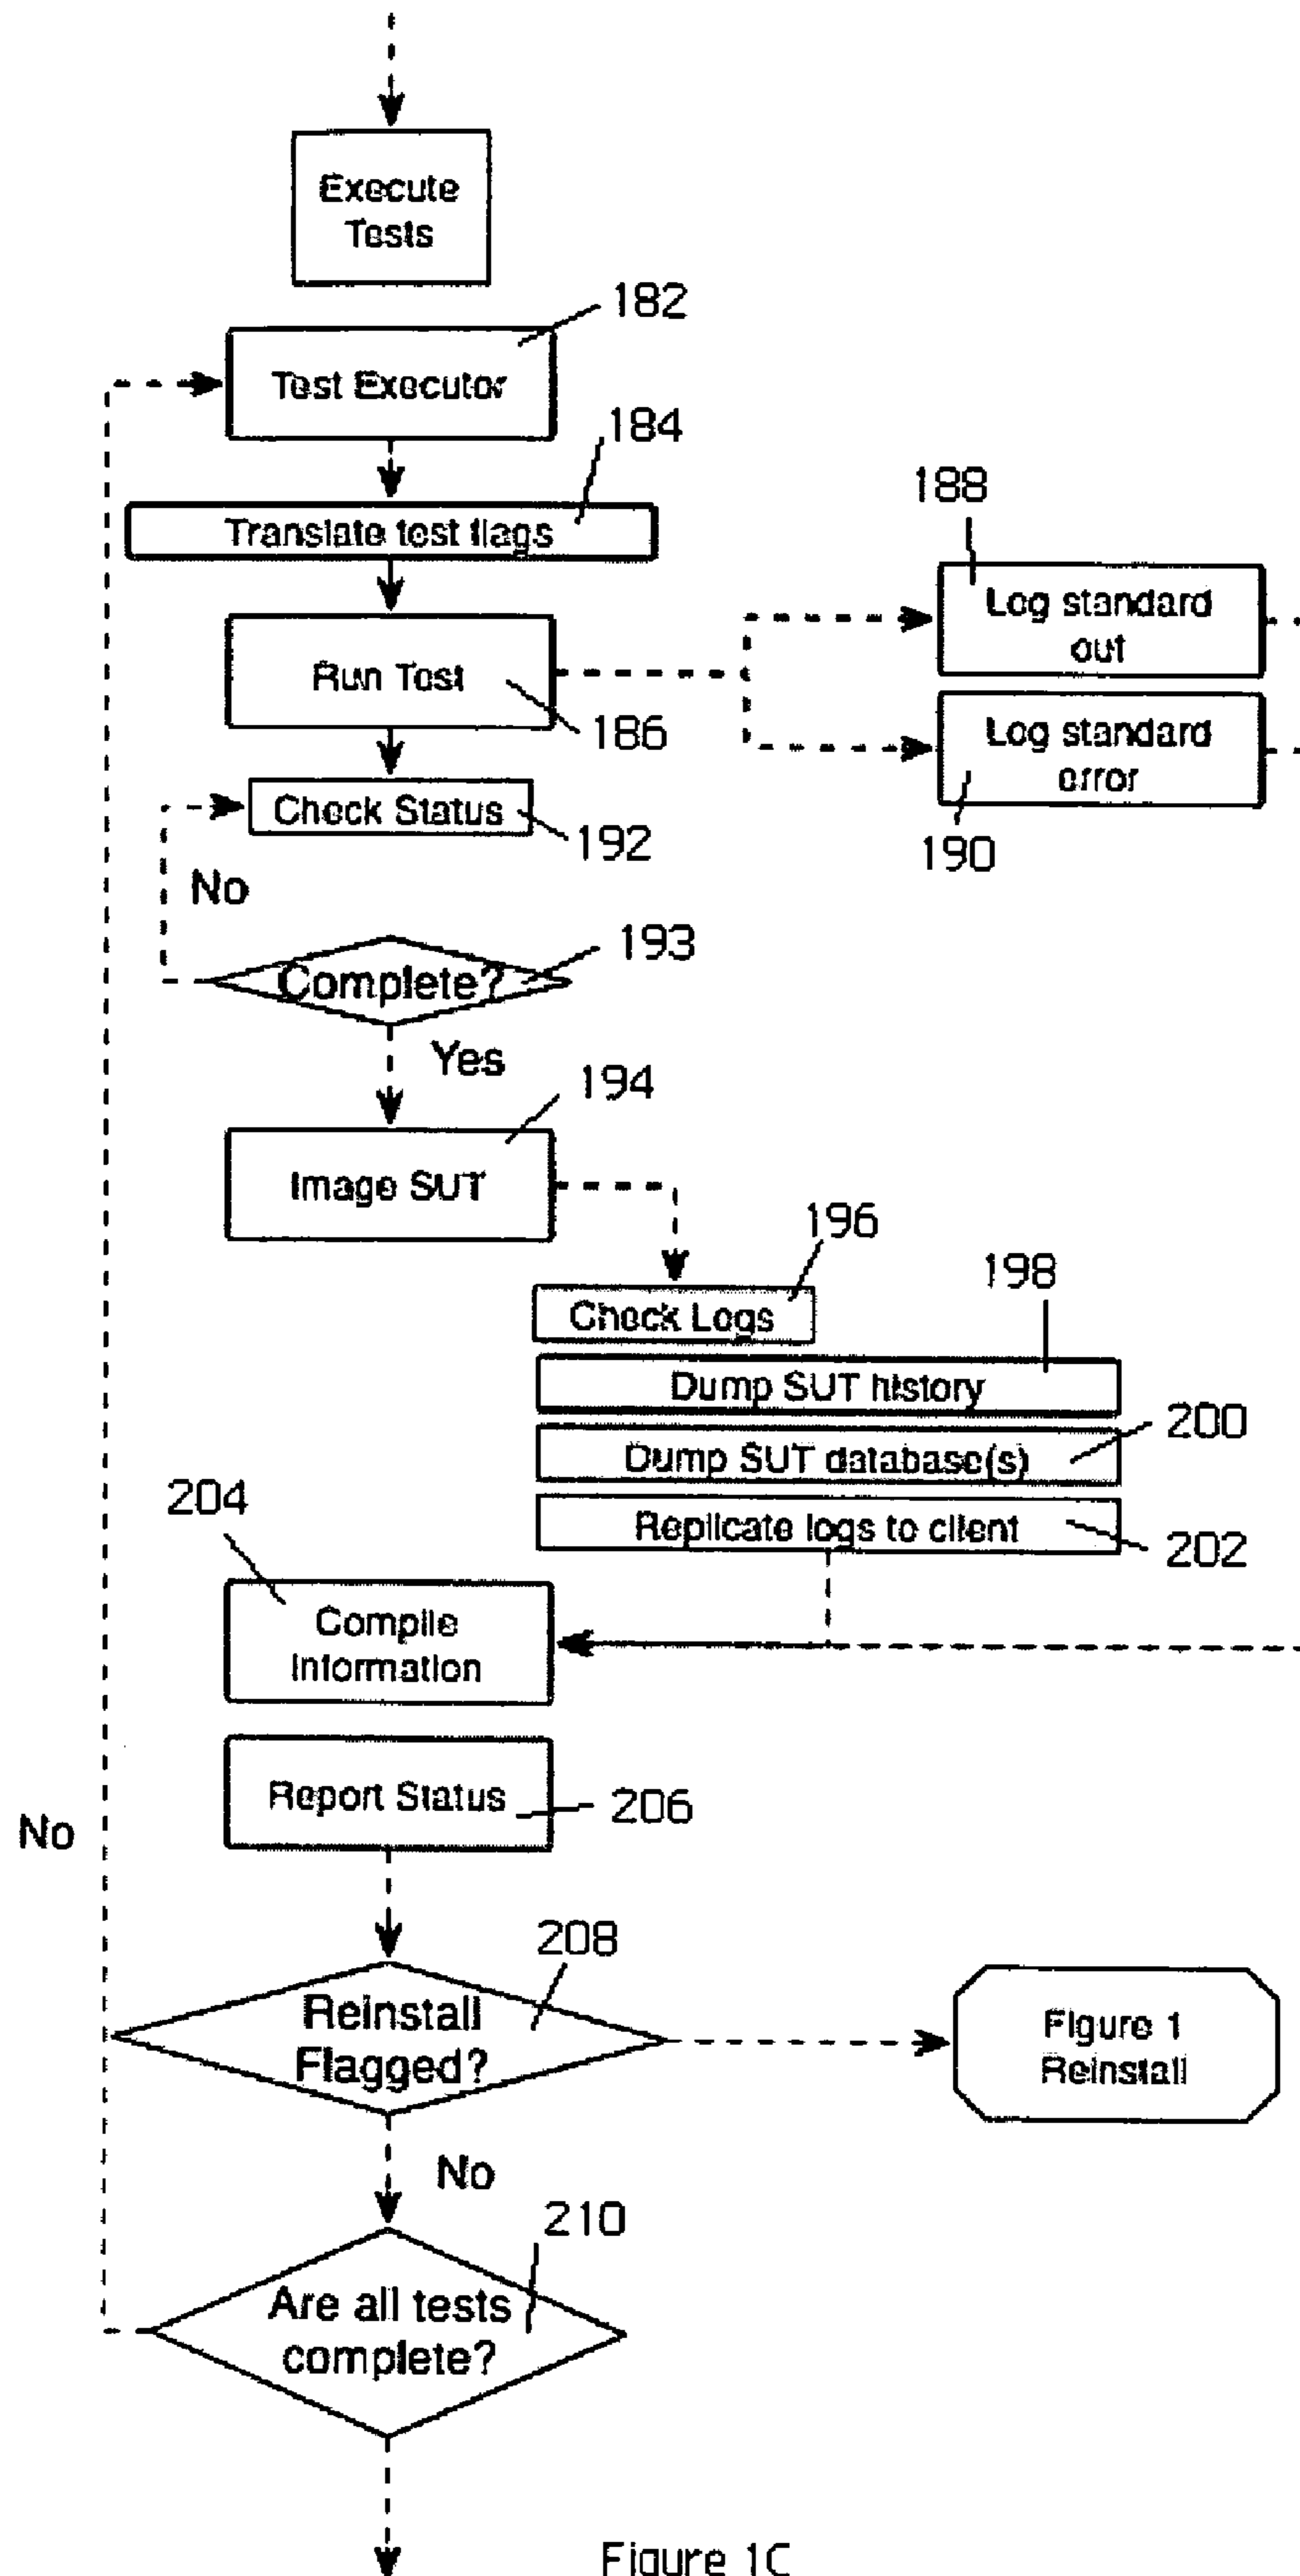 Execute
Tests
182
Test Executor
184
Translate test flags
188
Log standard
out
Run Test
186
Log standard
error
190
Check Status
192
No
193
Complete?
Yes
194
Image SUT
196
Check Logs
198
Dump SUT history
200
Dump SUT database(s)
204
Replicate logs to client
202
Compile
Information
Report Status
206
No
208
Reinstall
Flagged?
Figure 1
Reinstall
No
210
Are all tests
complete?
Figure 1C